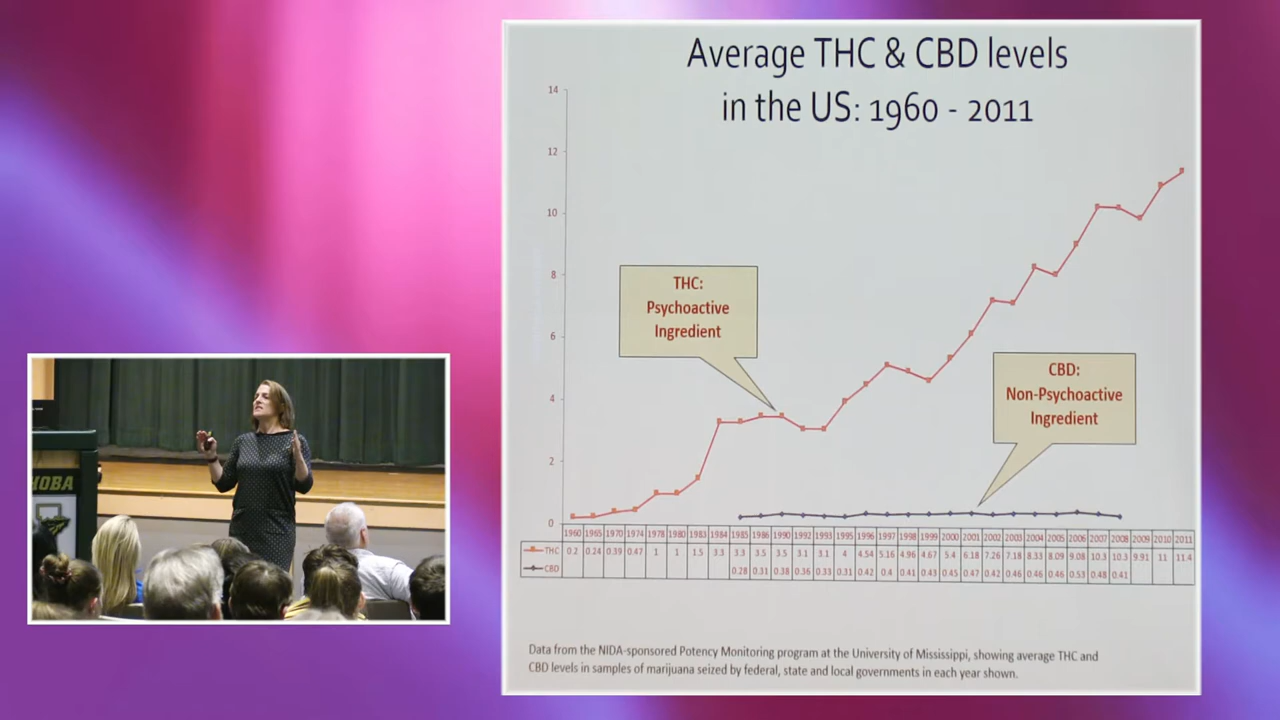 Average THC & CBD levels
in the US: 1960 - 2011
14
12
10
8
6
4
2
0
THC:
Psychoactive
Ingredient
CBD:
Non-Psychoactive
Ingredient
1960 1965 1970 1974 1978 1980 1983 1984 1985 1986 1990 1992 1993 1995 1996 1997 1998 1999 2000 2001 2002 2003 2004 2005 2006 2007 2008 2009 2010 2011
THC 0.2 0.24 0.39 0.47 1 1 1.5 3.3 3.3 3.5 3.5 3.1 3.1 4 4.54 5.16 4.96 4.67 5.4 6.18 7.26 7.18 8.33 8.09 9.08 10.3 10.3 9.91 11 11.4
CBD 0.28 0.31 0.38 0.36 0.33 0.31 0.42 0.4 0.41 0.43 0.45 0.47 0.42 0.46 0.46 0.46 0.53 0.48 0.41
Data from the NIDA-sponsored Potency Monitoring program at the University of Mississippi, showing average THC and
CBD levels in samples of marijuana seized by federal, state and local governments in each year shown.
HOBA